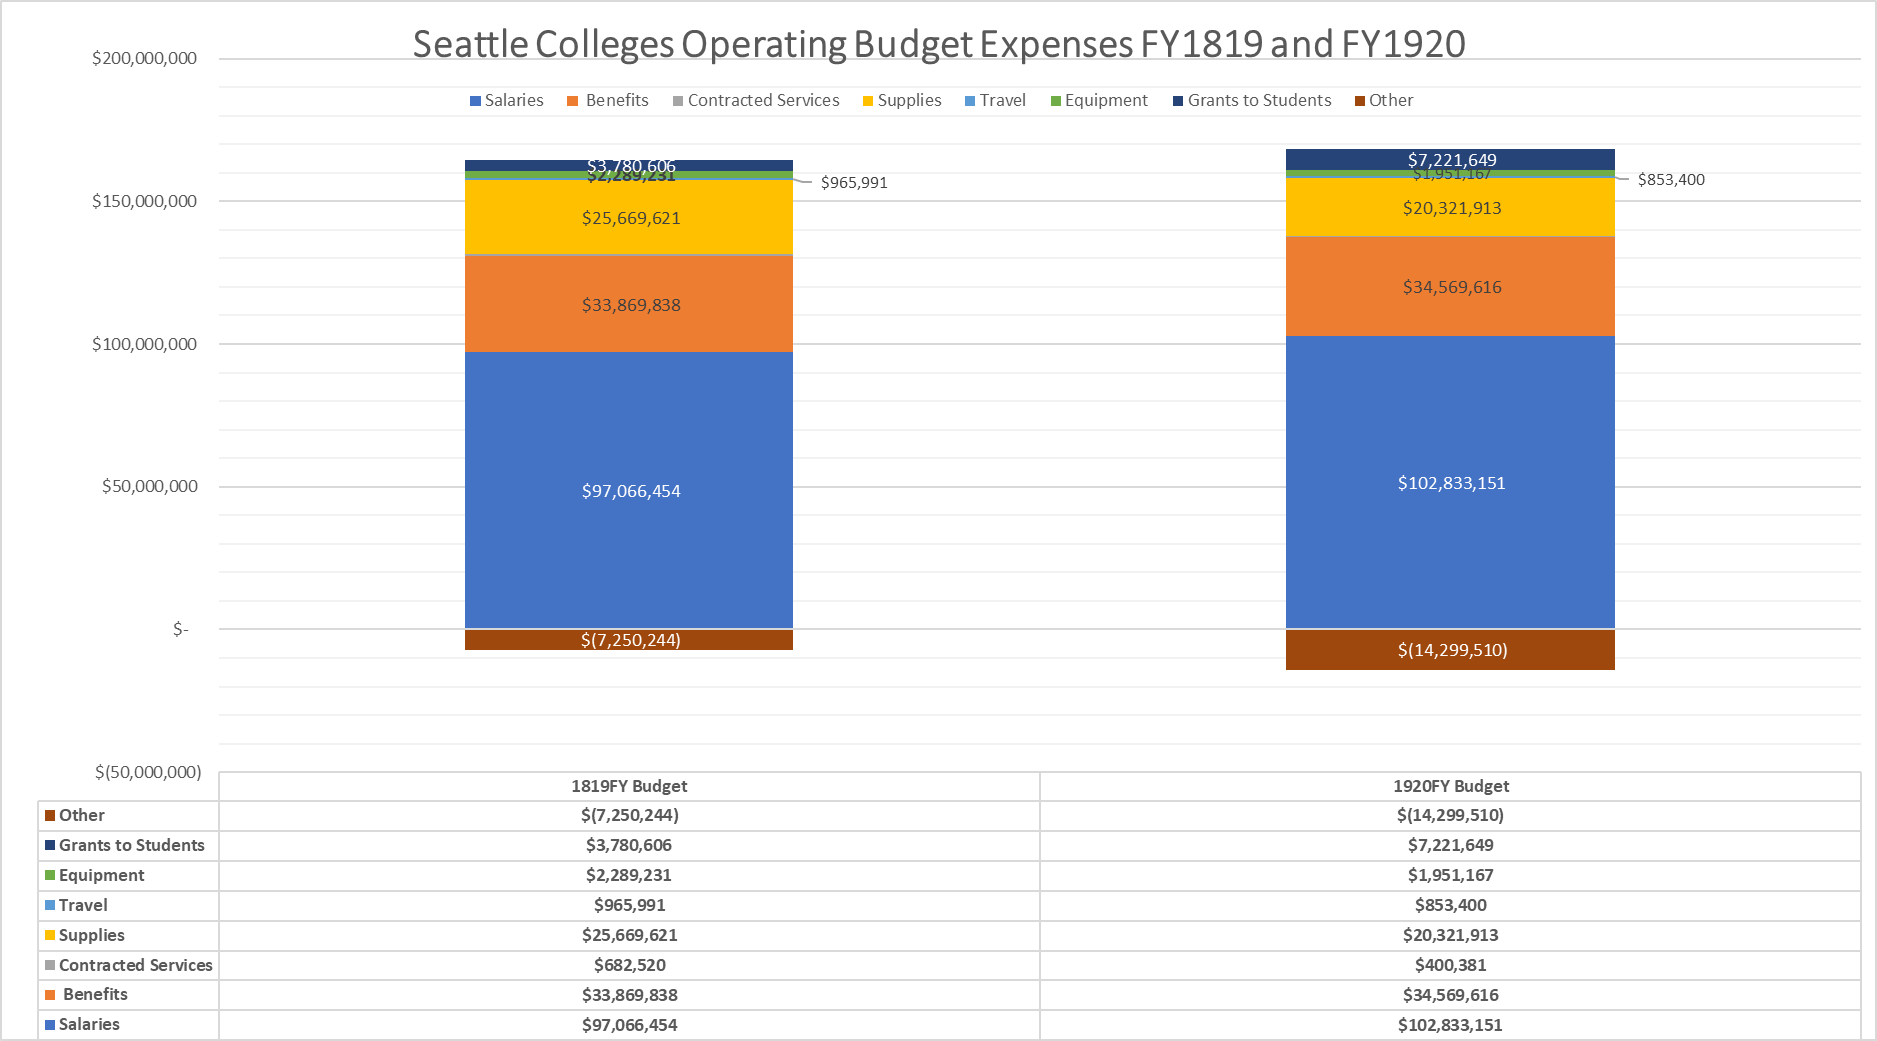 Seattle Colleges Operating Budget Expenses FY1819 and FY1920
$200,000,000
Salaries Benefits Contracted Services Supplies Travel Equipment Grants to Students Other
$3,780,606 $7,221,649
$2,289,231 $965,991 $1,951,167 $853,400
$150,000,000
$25,669,621 $20,321,913
$33,869,838 $34,569,616
$100,000,000
$50,000,000
$97,066,454 $102,833,151
$-
$(7,250,244) $(14,299,510)
$(50,000,000)
1819FY Budget 1920FY Budget
Other $(7,250,244) $(14,299,510)
Grants to Students $3,780,606 $7,221,649
Equipment $2,289,231 $1,951,167
Travel $965,991 $853,400
Supplies $25,669,621 $20,321,913
Contracted Services $682,520 $400,381
Benefits $33,869,838 $34,569,616
Salaries $97,066,454 $102,833,151